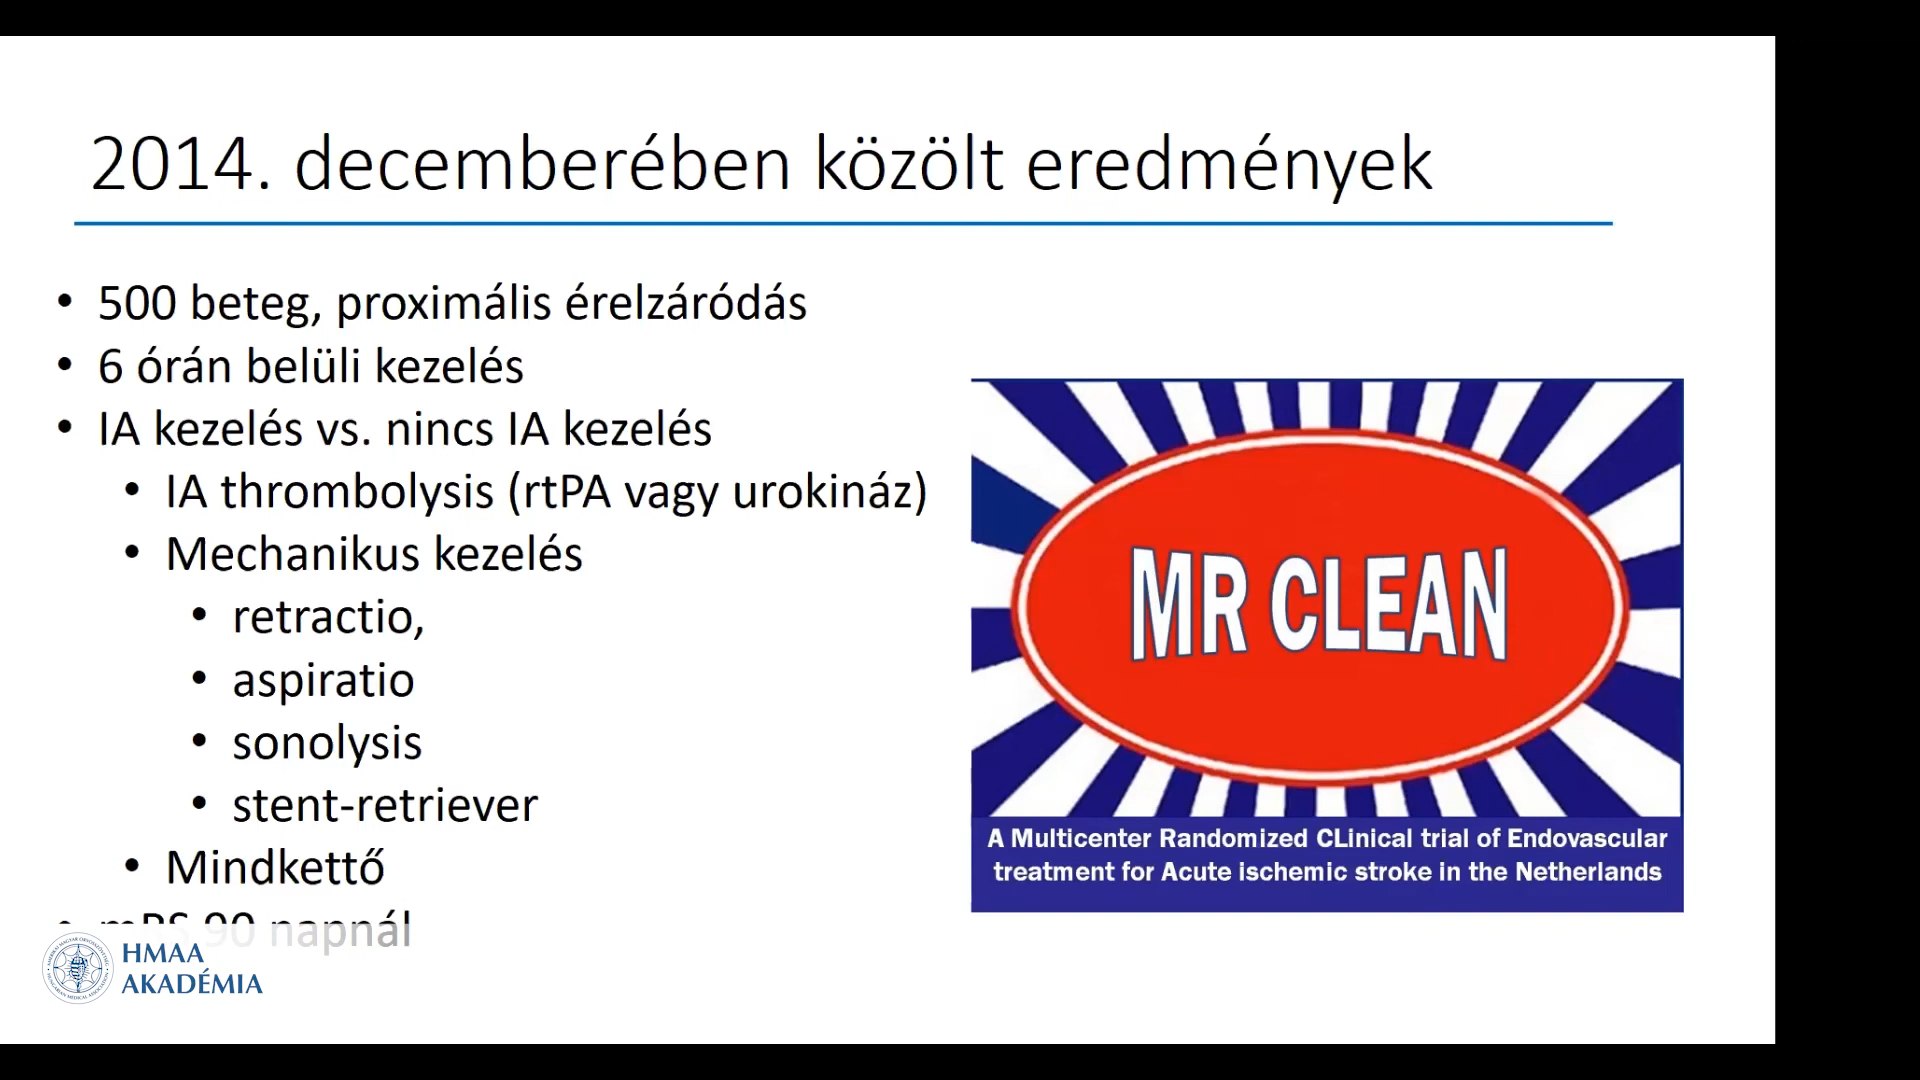 2014. decemberében közölt eredmények
• 500 beteg, proximális érelzáródás
• 6 órán belüli kezelés
• IA kezelés vs. nincs IA kezelés
• IA thrombolysis (rtPA vagy urokináz)
• Mechanikus kezelés
• retractio,
• aspiratio
• sonolysis
• stent-retriever
• Mindkettő
• mRS 90 napnál
MR CLEAN
A Multicenter Randomized CLinical trial of Endovascular
treatment for Acute ischemic stroke in the Netherlands
HMAA
AKADÉMIA